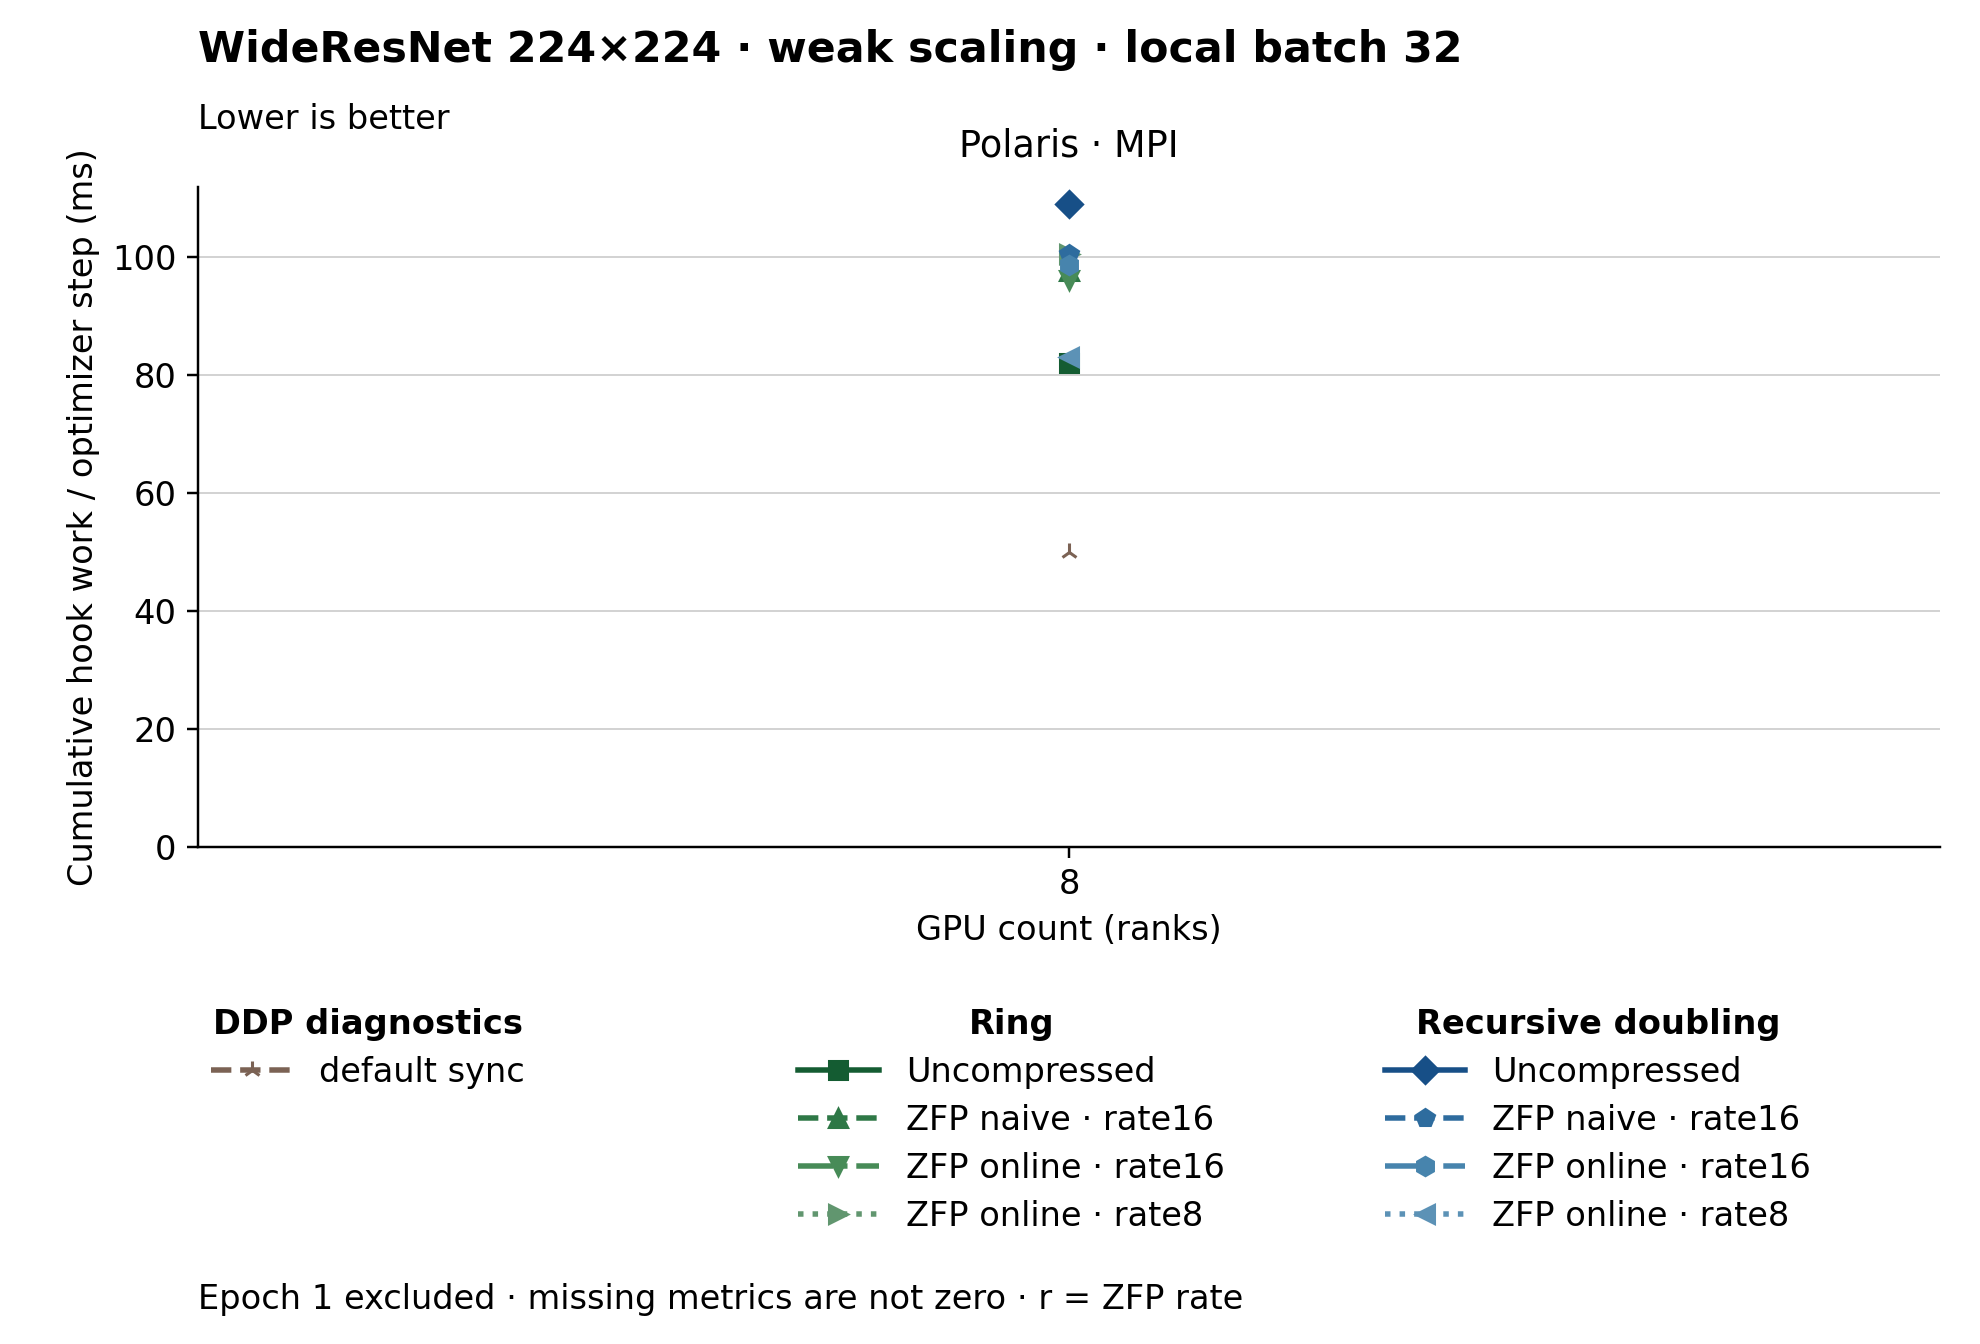 WideResNet 224×224 · weak scaling · local batch 32
Lower is better
Polaris · MPI
Cumulative hook work / optimizer step (ms)
100
80
60
40
20
0
8
GPU count (ranks)
DDP diagnostics
default sync
Ring
Uncompressed
ZFP naive · rate16
ZFP online · rate16
ZFP online · rate8
Recursive doubling
Uncompressed
ZFP naive · rate16
ZFP online · rate16
ZFP online · rate8
Epoch 1 excluded · missing metrics are not zero · r = ZFP rate